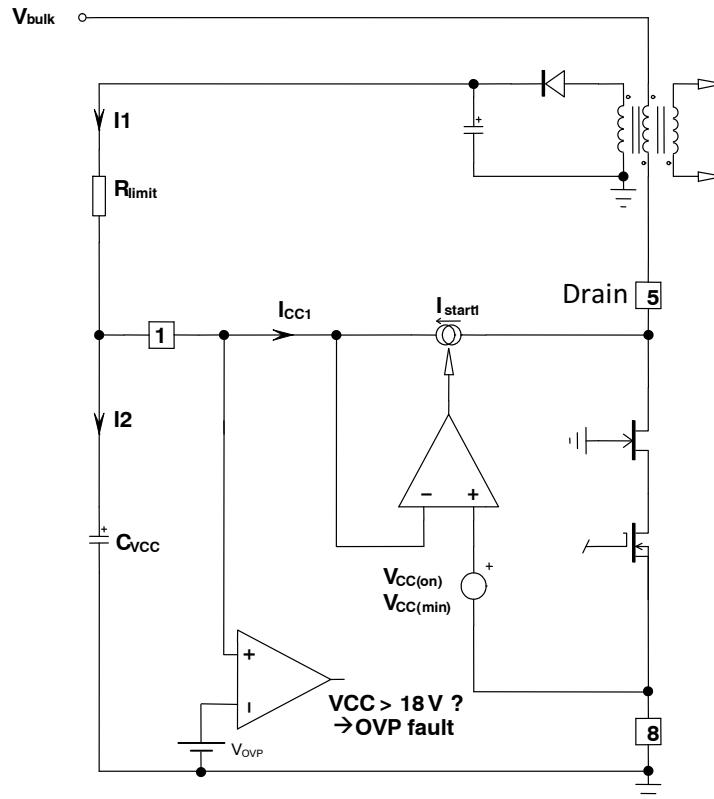 Vbulk
I1
Rlimit
Drain
5
1
ICC1
Istart1
I2
CVCC
VCC(on)
VCC(min)
VCC > 18 V ?
→OVP fault
VOVP
8